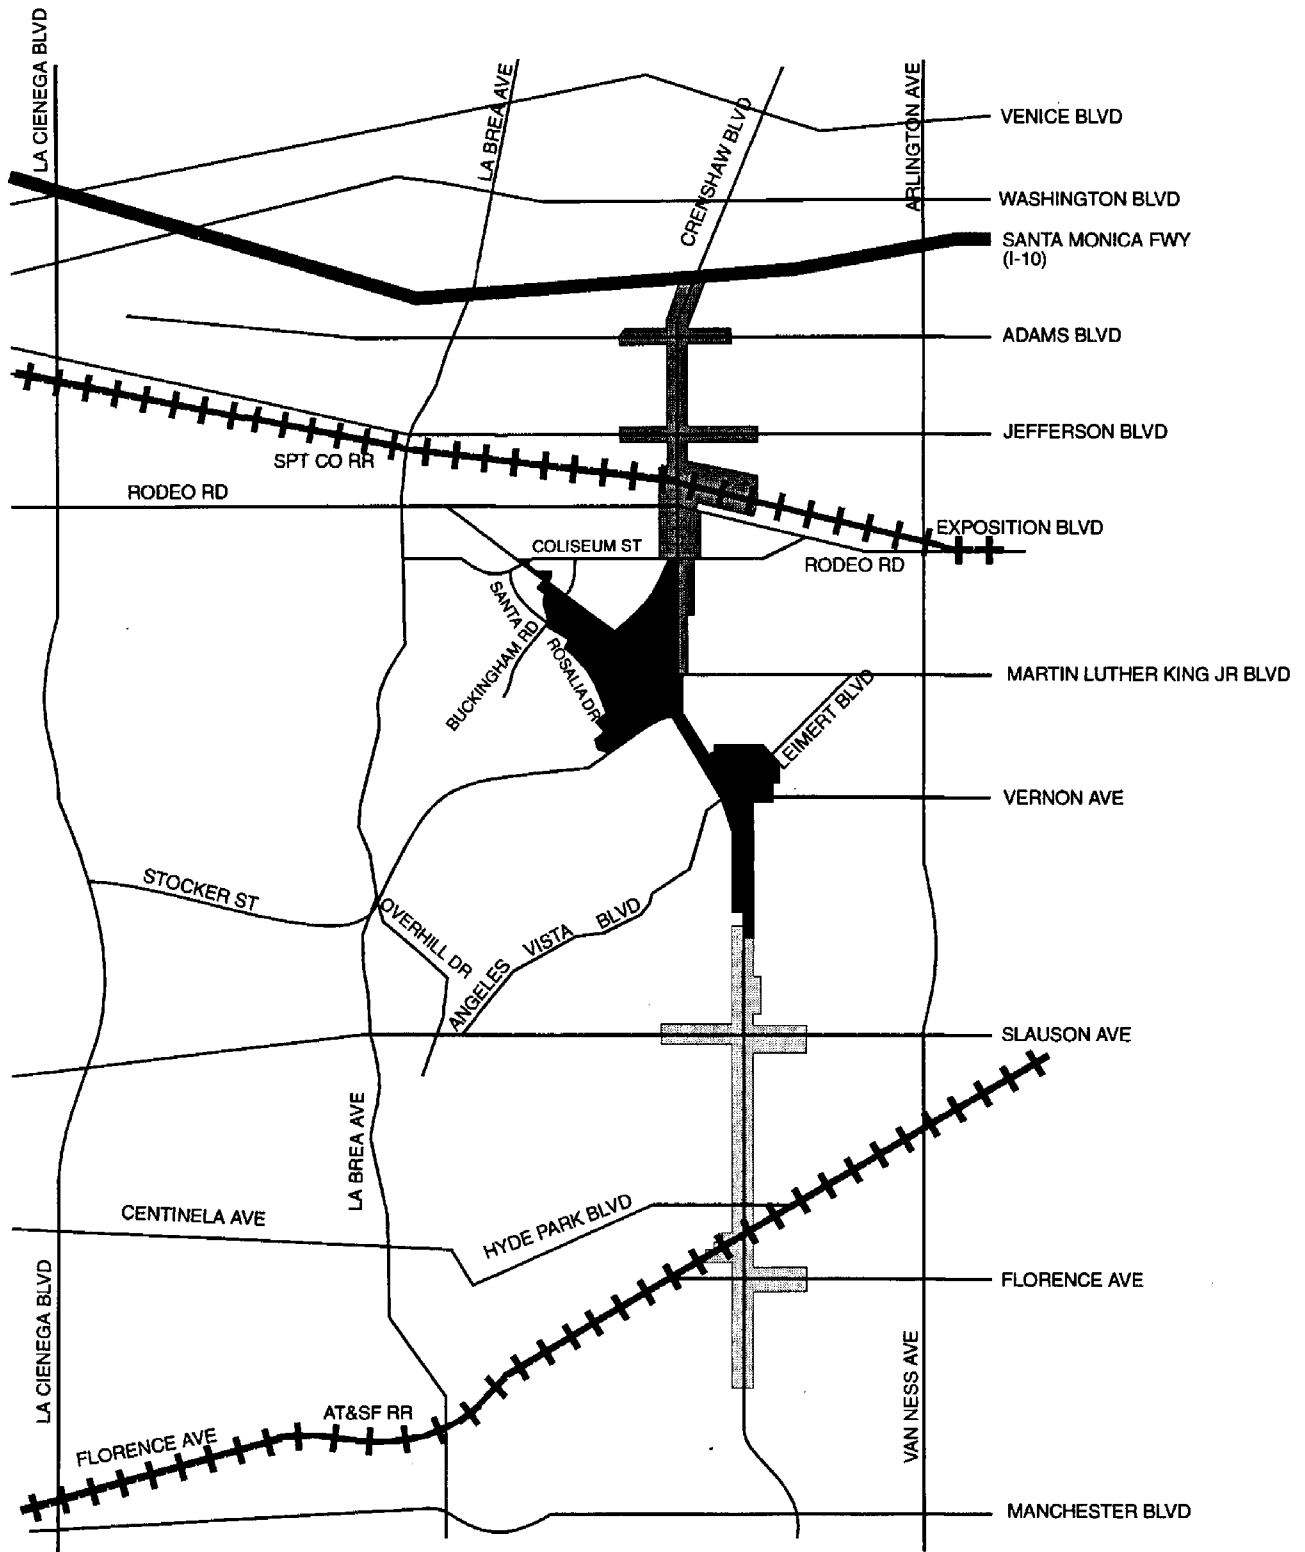 LA CIENEGA BLVD
LA BREA AVE
CRENSHAW BLVD
ARLINGTON AVE
VENICE BLVD
WASHINGTON BLVD
SANTA MONICA FWY
(I-10)
ADAMS BLVD
JEFFERSON BLVD
SPT CO RR
RODEO RD
EXPOSITION BLVD
COLISEUM ST
RODEO RD
SANTA
ROSALIA DR
BUCKINGHAM RD
MARTIN LUTHER KING JR BLVD
LEIMERT BLVD
VERNON AVE
STOCKER ST
OVERHILL DR
ANGELES VISTA BLVD
SLAUSON AVE
LA BREA AVE
CENTINELA AVE
HYDE PARK BLVD
FLORENCE AVE
LA CIENEGA BLVD
VAN NESS AVE
AT&SF RR
FLORENCE AVE
MANCHESTER BLVD